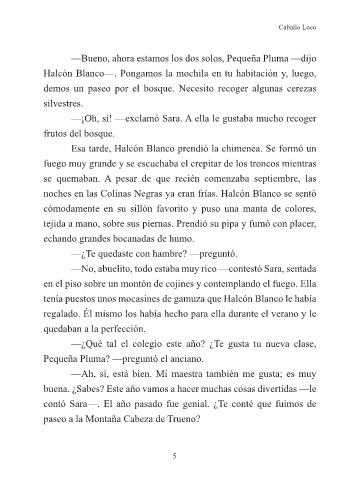 Caballo Loco
—Bueno, ahora estamos los dos solos, Pequeña Pluma —dijo
Halcón Blanco—. Pongamos la mochila en tu habitación y, luego,
demos un paseo por el bosque. Necesito recoger algunas cerezas
silvestres.
—¡Oh, sí! —exclamó Sara. A ella le gustaba mucho recoger
frutos del bosque.
Esa tarde, Halcón Blanco prendió la chimenea. Se formó un
fuego muy grande y se escuchaba el crepitar de los troncos mientras
se quemaban. A pesar de que recién comenzaba septiembre, las
noches en las Colinas Negras ya eran frías. Halcón Blanco se sentó
cómodamente en su sillón favorito y puso una manta de colores,
tejida a mano, sobre sus piernas. Prendió su pipa y fumó con placer,
echando grandes bocanadas de humo.
—¿Te quedaste con hambre? —preguntó.
—No, abuelito, todo estaba muy rico —contestó Sara, sentada
en el piso sobre un montón de cojines y contemplando el fuego. Ella
tenía puestos unos mocasines de gamuza que Halcón Blanco le había
regalado. Él mismo los había hecho para ella durante el verano y le
quedaban a la perfección.
—¿Qué tal el colegio este año? ¿Te gusta tu nueva clase,
Pequeña Pluma? —preguntó el anciano.
—Ah, sí, está bien. Mi maestra también me gusta; es muy
buena. ¿Sabes? Este año vamos a hacer muchas cosas divertidas —le
contó Sara—. El año pasado fue genial. ¿Te conté que fuimos de
paseo a la Montaña Cabeza de Trueno?
5